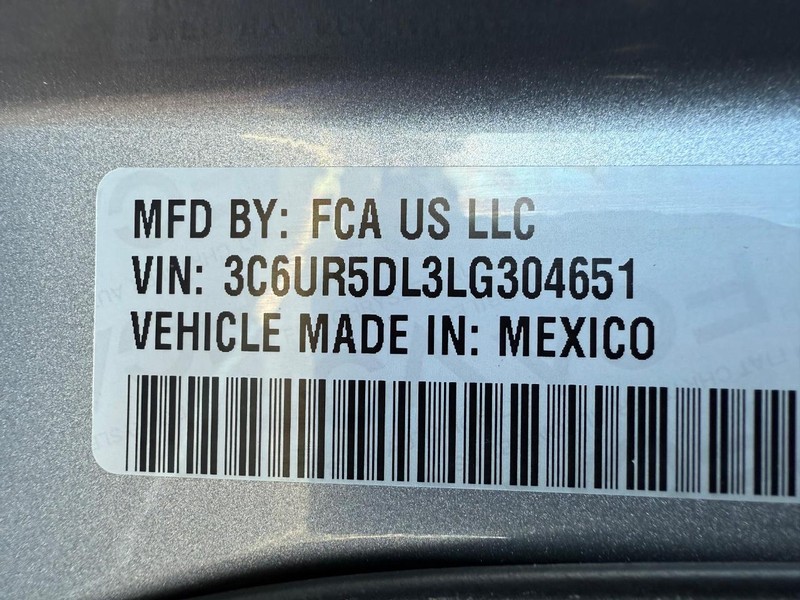 MFD BY: FCA US LLC
VIN: 3C6UR5DL3LG304651
VEHICLE MADE IN: MEXICO